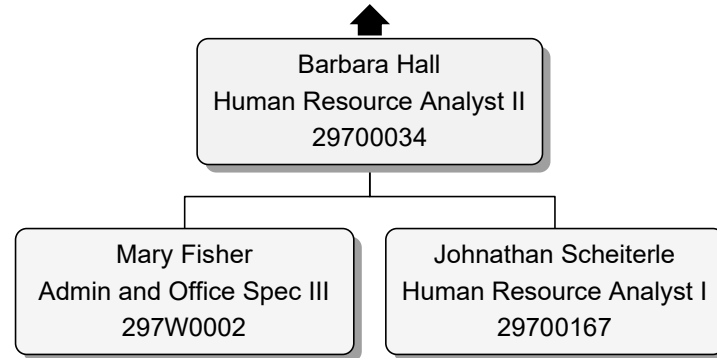 Barbara Hall
Human Resource Analyst II
29700034
Mary Fisher
Admin and Office Spec III
297W0002
Johnathan Scheiterle
Human Resource Analyst I
29700167